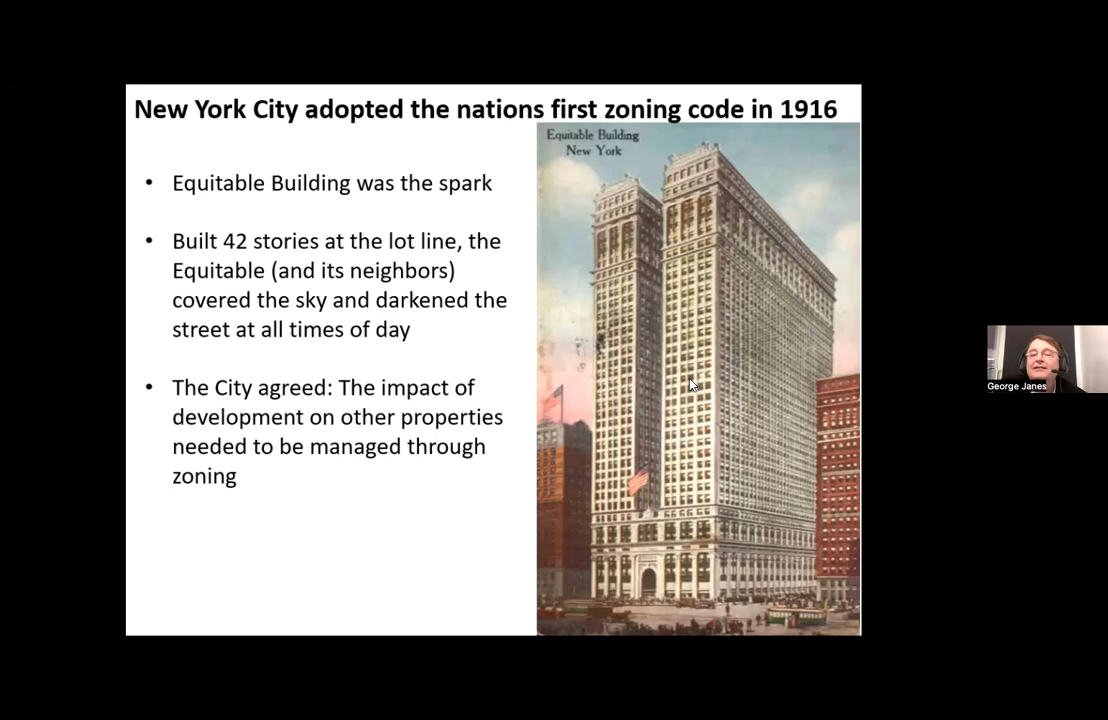 New York City adopted the nations first zoning code in 1916
Equitable Building
New York
• Equitable Building was the spark
• Built 42 stories at the lot line, the
Equitable (and its neighbors)
covered the sky and darkened the
street at all times of day
• The City agreed: The impact of
development on other properties
needed to be managed through
zoning
George Janes